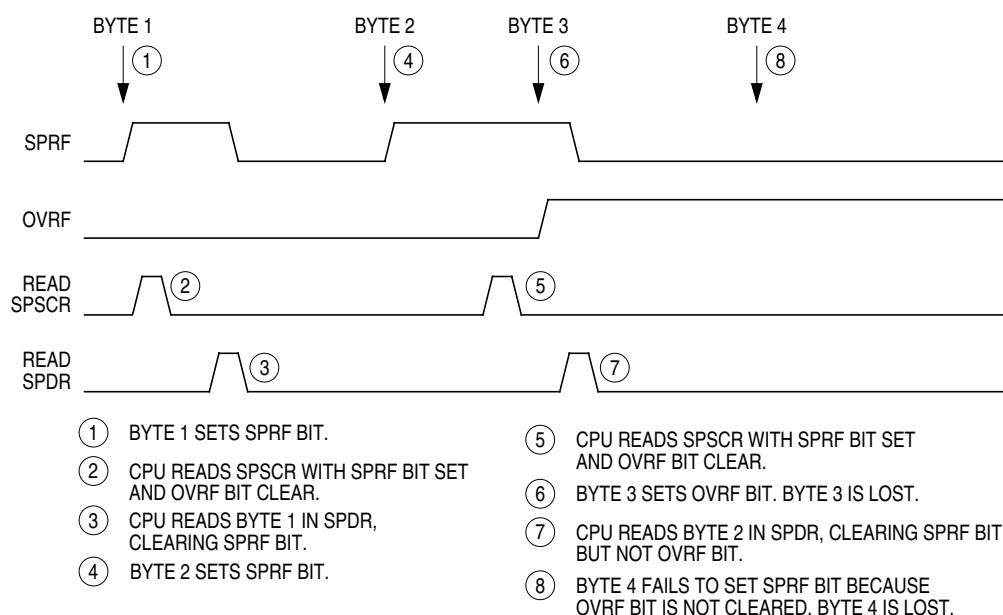 BYTE 1 BYTE 2 BYTE 3 BYTE 4
1 4 6 8
SPRF
OVRF
READ
SPSCR
2 5
READ
SPDR
3 7
1 BYTE 1 SETS SPRF BIT.
2 CPU READS SPSCR WITH SPRF BIT SET
AND OVRF BIT CLEAR.
3 CPU READS BYTE 1 IN SPDR,
CLEARING SPRF BIT.
4 BYTE 2 SETS SPRF BIT.
5 CPU READS SPSCR WITH SPRF BIT SET
AND OVRF BIT CLEAR.
6 BYTE 3 SETS OVRF BIT. BYTE 3 IS LOST.
7 CPU READS BYTE 2 IN SPDR, CLEARING SPRF BIT
BUT NOT OVRF BIT.
8 BYTE 4 FAILS TO SET SPRF BIT BECAUSE
OVRF BIT IS NOT CLEARED. BYTE 4 IS LOST.